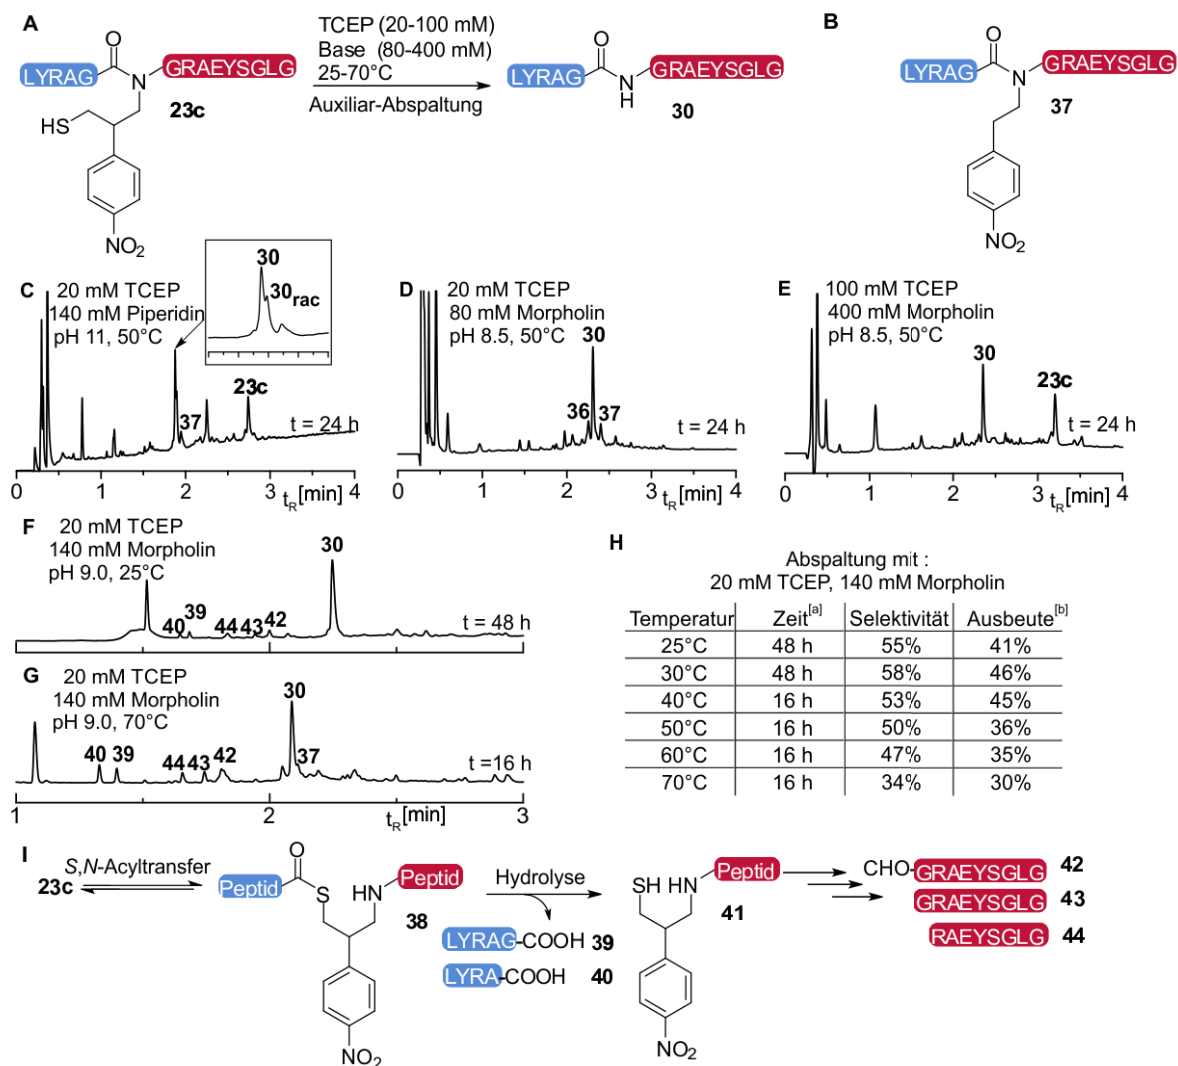 A
TCEP (20-100 mM)
Base (80-400 mM)
25-70°C
Auxiliar-Abspaltung
LYRAG
O
N
GRAEYSGLG
23c
HS
NO2
LYRAG
O
N
H
GRAEYSGLG
30
B
LYRAG
O
N
GRAEYSGLG
37
NO2
C
20 mM TCEP
140 mM Piperidin
pH 11, 50°C
30
30rac
37
23c
t = 24 h
0 1 2 3 4
tR[min]
D
20 mM TCEP
80 mM Morpholin
pH 8.5, 50°C
30
36
37
t = 24 h
0 1 2 3 4
tR[min]
E
100 mM TCEP
400 mM Morpholin
pH 8.5, 50°C
30
23c
t = 24 h
0 1 2 3 4
tR[min]
F
20 mM TCEP
140 mM Morpholin
pH 9.0, 25°C
30
40 39 44 43 42
t = 48 h
G
20 mM TCEP
140 mM Morpholin
pH 9.0, 70°C
30
40 39 44 43 42 37
t =16 h
1 2 3
tR[min]
H
Abspaltung mit :
20 mM TCEP, 140 mM Morpholin
Temperatur Zeit[a] Selektivität Ausbeute[b]
25°C 48 h 55% 41%
30°C 48 h 58% 46%
40°C 16 h 53% 45%
50°C 16 h 50% 36%
60°C 16 h 47% 35%
70°C 16 h 34% 30%
I
23c
S,N-Acyltransfer
Peptid
O
S
HN
Peptid
38
NO2
Hydrolyse
LYRAG-COOH 39
LYRA-COOH 40
SH HN
Peptid
41
NO2
CHO-GRAEYSGLG 42
GRAEYSGLG 43
RAEYSGLG 44